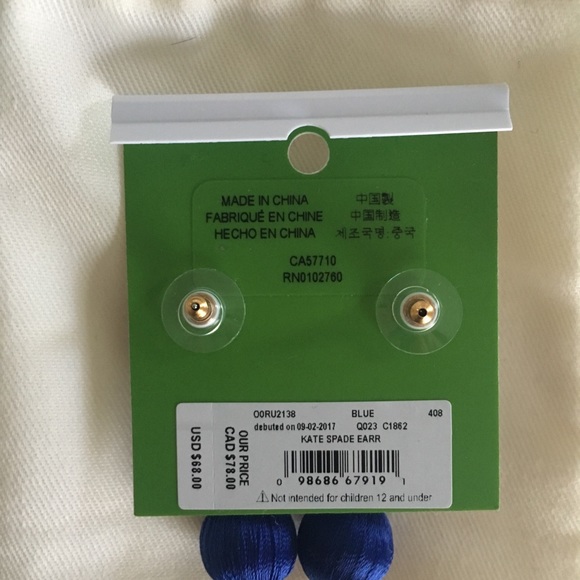 MADE IN CHINA
FABRIQUÉ EN CHINE
HECHO EN CHINA
中国製
中国制造
제조국명:중국
CA57710
RN0102760
O0RU2138 BLUE 408
debuted on 09-02-2017 Q023 C1862
KATE SPADE EARR
OUR PRICE
CAD $78.00
USD $68.00
0 98686 67919 1
Not intended for children 12 and under